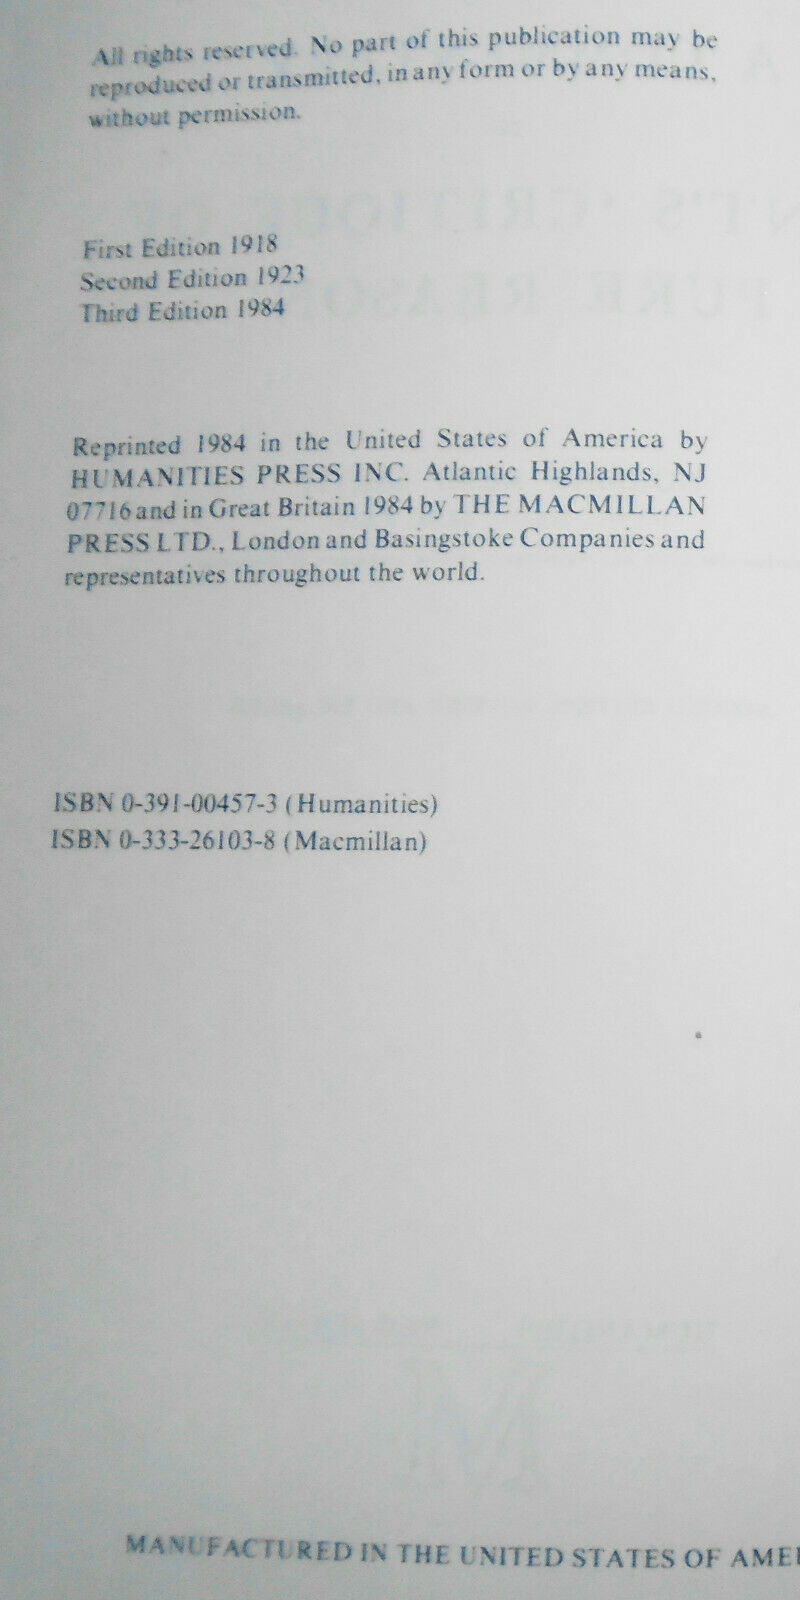 All rights reserved. No part of this publication may be
reproduced or transmitted, in any form or by any means,
without permission.
First Edition 1918
Second Edition 1923
Third Edition 1984
Reprinted 1984 in the United States of America by
HUMANITIES PRESS INC. Atlantic Highlands, NJ
07716 and in Great Britain 1984 by THE MACMILLAN
PRESS LTD., London and Basingstoke Companies and
representatives throughout the world.
ISBN 0-391-00457-3 (Humanities)
ISBN 0-333-26103-8 (Macmillan)
MANUFACTURED IN THE UNITED STATES OF AME